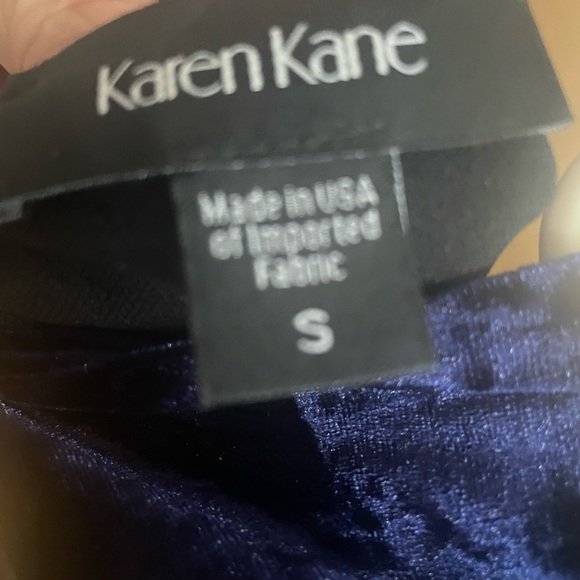 Karen Kane
Made in USA
of Imported
Fabric
S